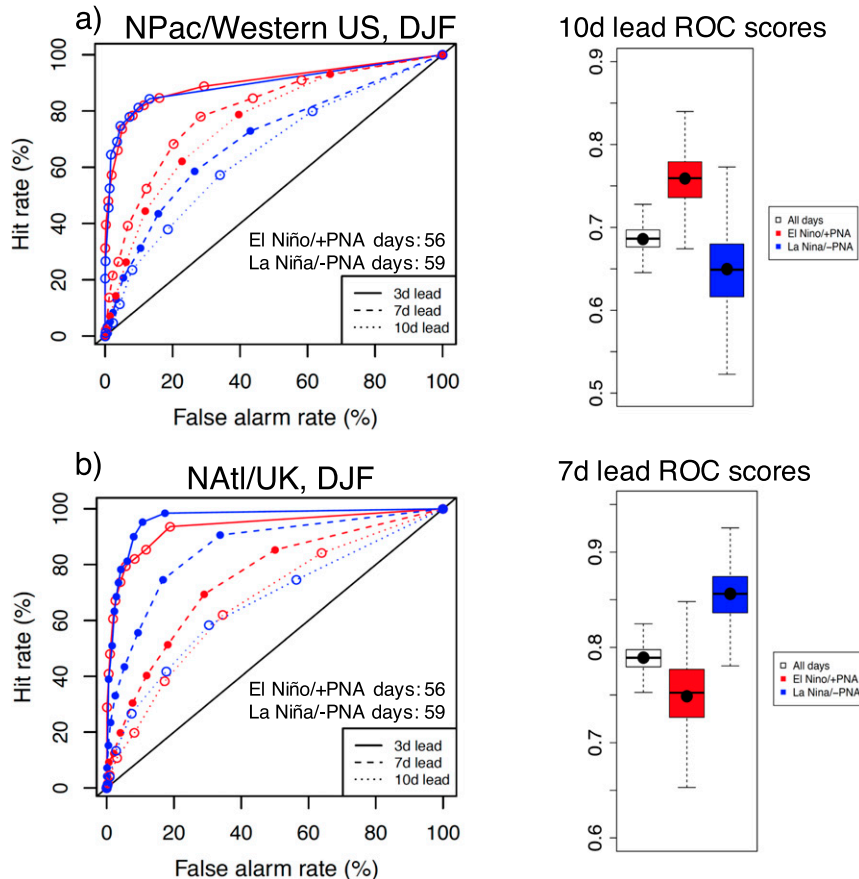 a)
NPac/Western US, DJF
10d lead ROC scores
Hit rate (%)
100
80
60
40
20
0
El Niño/+PNA days: 56
La Niña/-PNA days: 59
3d lead
7d lead
10d lead
0 20 40 60 80 100
False alarm rate (%)
0.9
0.8
0.7
0.6
0.5
All days
El Nino/+PNA
La Nina/−PNA
b)
NAtl/UK, DJF
7d lead ROC scores
Hit rate (%)
100
80
60
40
20
0
El Niño/+PNA days: 56
La Niña/-PNA days: 59
3d lead
7d lead
10d lead
0 20 40 60 80 100
False alarm rate (%)
0.9
0.8
0.7
0.6
All days
El Nino/+PNA
La Nina/−PNA